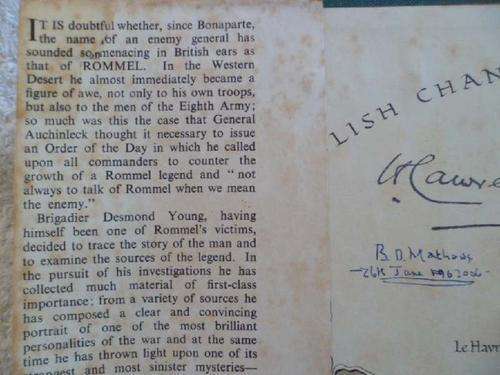 IT IS doubtful whether, since Bonaparte,
the name of an enemy general has
sounded so menacing in British ears as
that of ROMMEL. In the Western
Desert he almost immediately became a
figure of awe, not only to his own troops,
but also to the men of the Eighth Army;
so much was this the case that General
Auchinleck thought it necessary to issue
an Order of the Day in which he called
upon all commanders to counter the
growth of a Rommel legend and “ not
always to talk of Rommel when we mean
the enemy.”
Brigadier Desmond Young, having
himself been one of Rommel's victims,
decided to trace the story of the man and
to examine the sources of the legend. In
the pursuit of his investigations he has
collected much material of first-class
importance: from a variety of sources he
has composed a clear and convincing
portrait of one of the most brilliant
personalities of the war and at the same
time he has thrown light upon one of its
strangest and most sinister mysteries—
LISH CHAN
B. D. Mathews
June
Le Havr